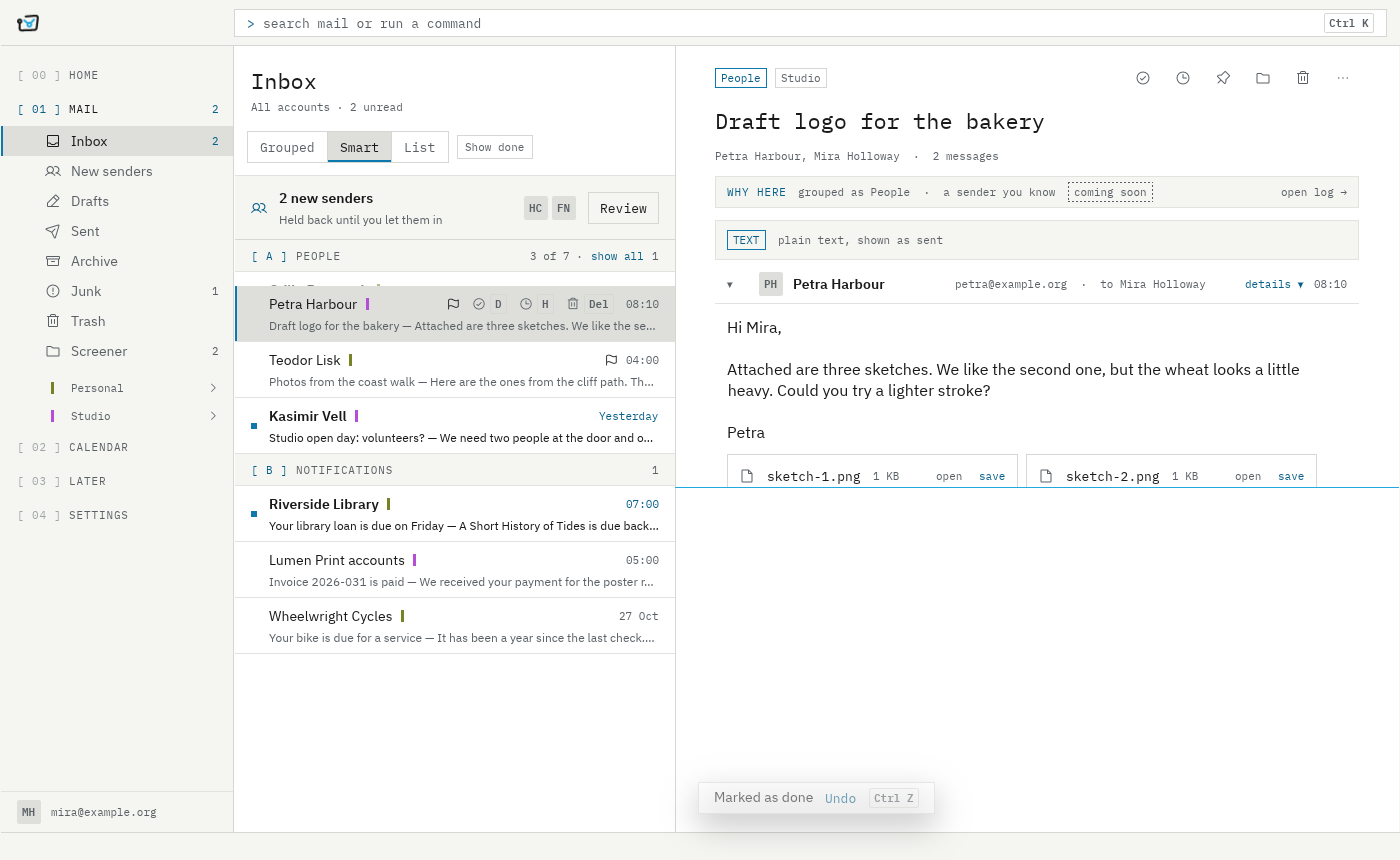 > search mail or run a command Ctrl K
[ 00 ] HOME
[ 01 ] MAIL 2
Inbox 2
New senders
Drafts
Sent
Archive
Junk 1
Trash
Screener 2
Personal
Studio
[ 02 ] CALENDAR
[ 03 ] LATER
[ 04 ] SETTINGS
MH mira@example.org
Inbox
All accounts · 2 unread
Grouped Smart List Show done
2 new senders
Held back until you let them in
HC FN Review
[ A ] PEOPLE 3 of 7 · show all 1
Petra Harbour D H Del 08:10
Draft logo for the bakery — Attached are three sketches. We like the se…
Teodor Lisk 04:00
Photos from the coast walk — Here are the ones from the cliff path. Th…
Kasimir Vell Yesterday
Studio open day: volunteers? — We need two people at the door and o…
[ B ] NOTIFICATIONS 1
Riverside Library 07:00
Your library loan is due on Friday — A Short History of Tides is due back…
Lumen Print accounts 05:00
Invoice 2026-031 is paid — We received your payment for the poster r…
Wheelwright Cycles 27 Oct
Your bike is due for a service — It has been a year since the last check.…
People Studio
Draft logo for the bakery
Petra Harbour, Mira Holloway · 2 messages
WHY HERE grouped as People · a sender you know coming soon open log →
TEXT plain text, shown as sent
▾ PH Petra Harbour petra@example.org · to Mira Holloway details ▾ 08:10
Hi Mira,
Attached are three sketches. We like the second one, but the wheat looks a little
heavy. Could you try a lighter stroke?
Petra
sketch-1.png 1 KB open save
sketch-2.png 1 KB open save
Marked as done Undo Ctrl Z